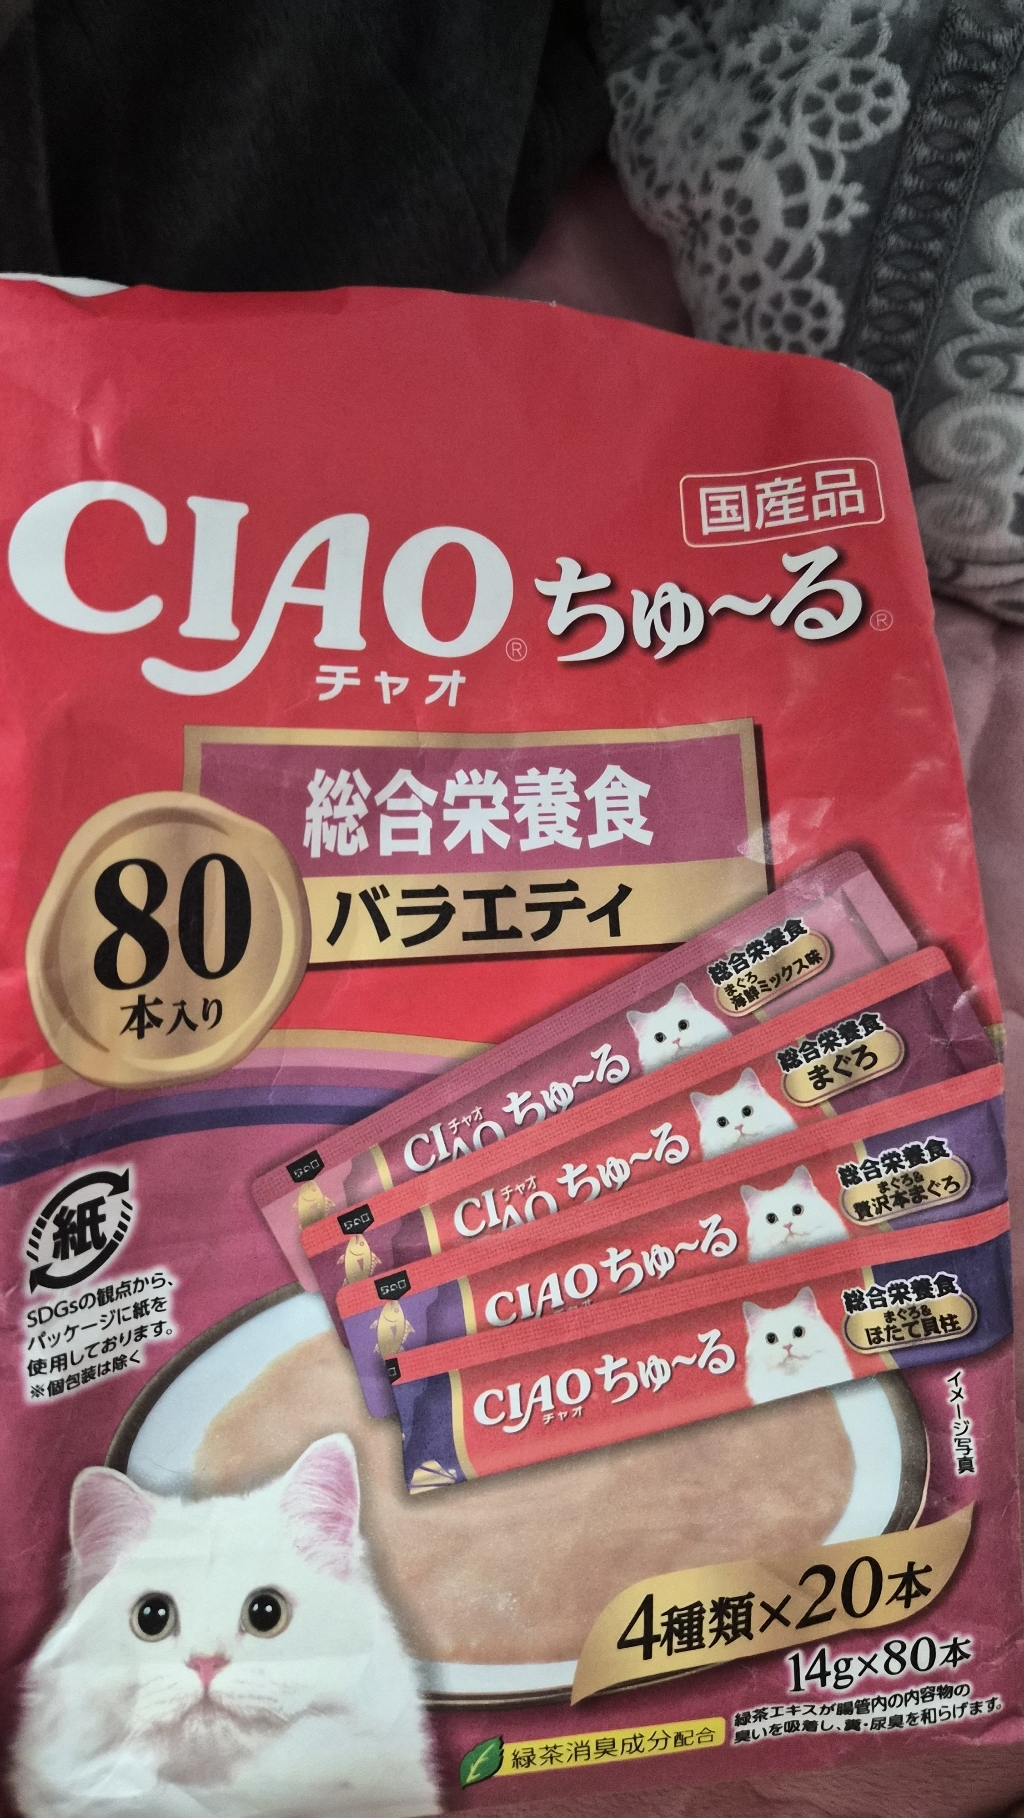 国産品
CIAO® ちゅ～る®
チャオ
総合栄養食
バラエティ
80
本入り
総合栄養食
まぐろ
海鮮ミックス味
CIAO ちゅ～る
チャオ
総合栄養食
まぐろ
CIAO ちゅ～る
チャオ
総合栄養食
まぐろ&
贅沢本まぐろ
CIAO ちゅ～る
総合栄養食
まぐろ&
ほたて貝柱
CIAO ちゅ～る
チャオ
紙
SDGsの観点から、
パッケージに紙を
使用しております。
※個包装は除く
イメージ写真
4種類×20本
14g×80本
緑茶消臭成分配合
緑茶エキスが腸管内の内容物の
臭いを吸着し、糞・尿臭を和らげます。